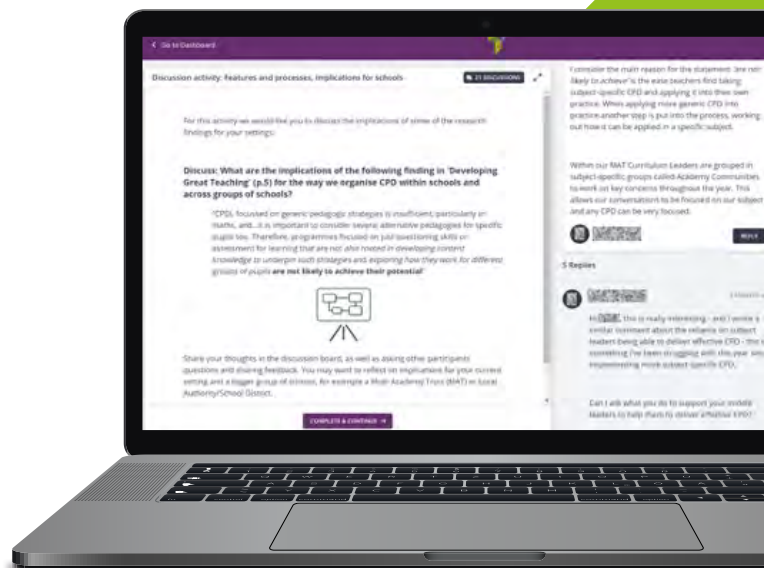 Go to Dashboard
Discussion activity: Features and processes, implications for schools
21 DISCUSSIONS
For this activity we would like you to discuss the implications of some of the research
findings for your settings:
Discuss: What are the implications of the following finding in 'Developing
Great Teaching' (p.5) for the way we organise CPD within schools and
across groups of schools?
"CPDL focussed on generic pedagogic strategies is insufficient, particularly in
maths, and...it is important to consider several alternative pedagogies for specific
pupils too. Therefore, programmes focused on just questioning skills or
assessment for learning that are not also rooted in developing content
knowledge to underpin such strategies and exploring how they work for different
groups of pupils are not likely to achieve their potential"
Share your thoughts in the discussion board, as well as asking other participants
questions and sharing feedback. You may want to reflect on implications for your current
setting and a bigger group of schools, for example a Multi Academy Trust (MAT) or Local
Authority/School District.
COMPLETE & CONTINUE
I consider the main reason for the statement 'are not
likely to achieve' is the ease teachers find taking
subject-specific CPD and applying it into their own
practice. When applying more generic CPD into
practice another step is put into the process, working
out how it can be applied in a specific subject.
Within our MAT Curriculum Leaders are grouped in
subject-specific groups called Academy Communities
to work on key concerns throughout the year. This
allows our conversations to be focused on our subject
and any CPD can be very focused.
REPLY
5 Replies
Hi this is really interesting - and I wrote a
similar comment about the reliance on subject
leaders being able to deliver effective CPD - this is
something I've been struggling with this year
implementing more subject-specific CPD.
Can I ask what you do to support your middle
leaders to help them to deliver effective CPD?